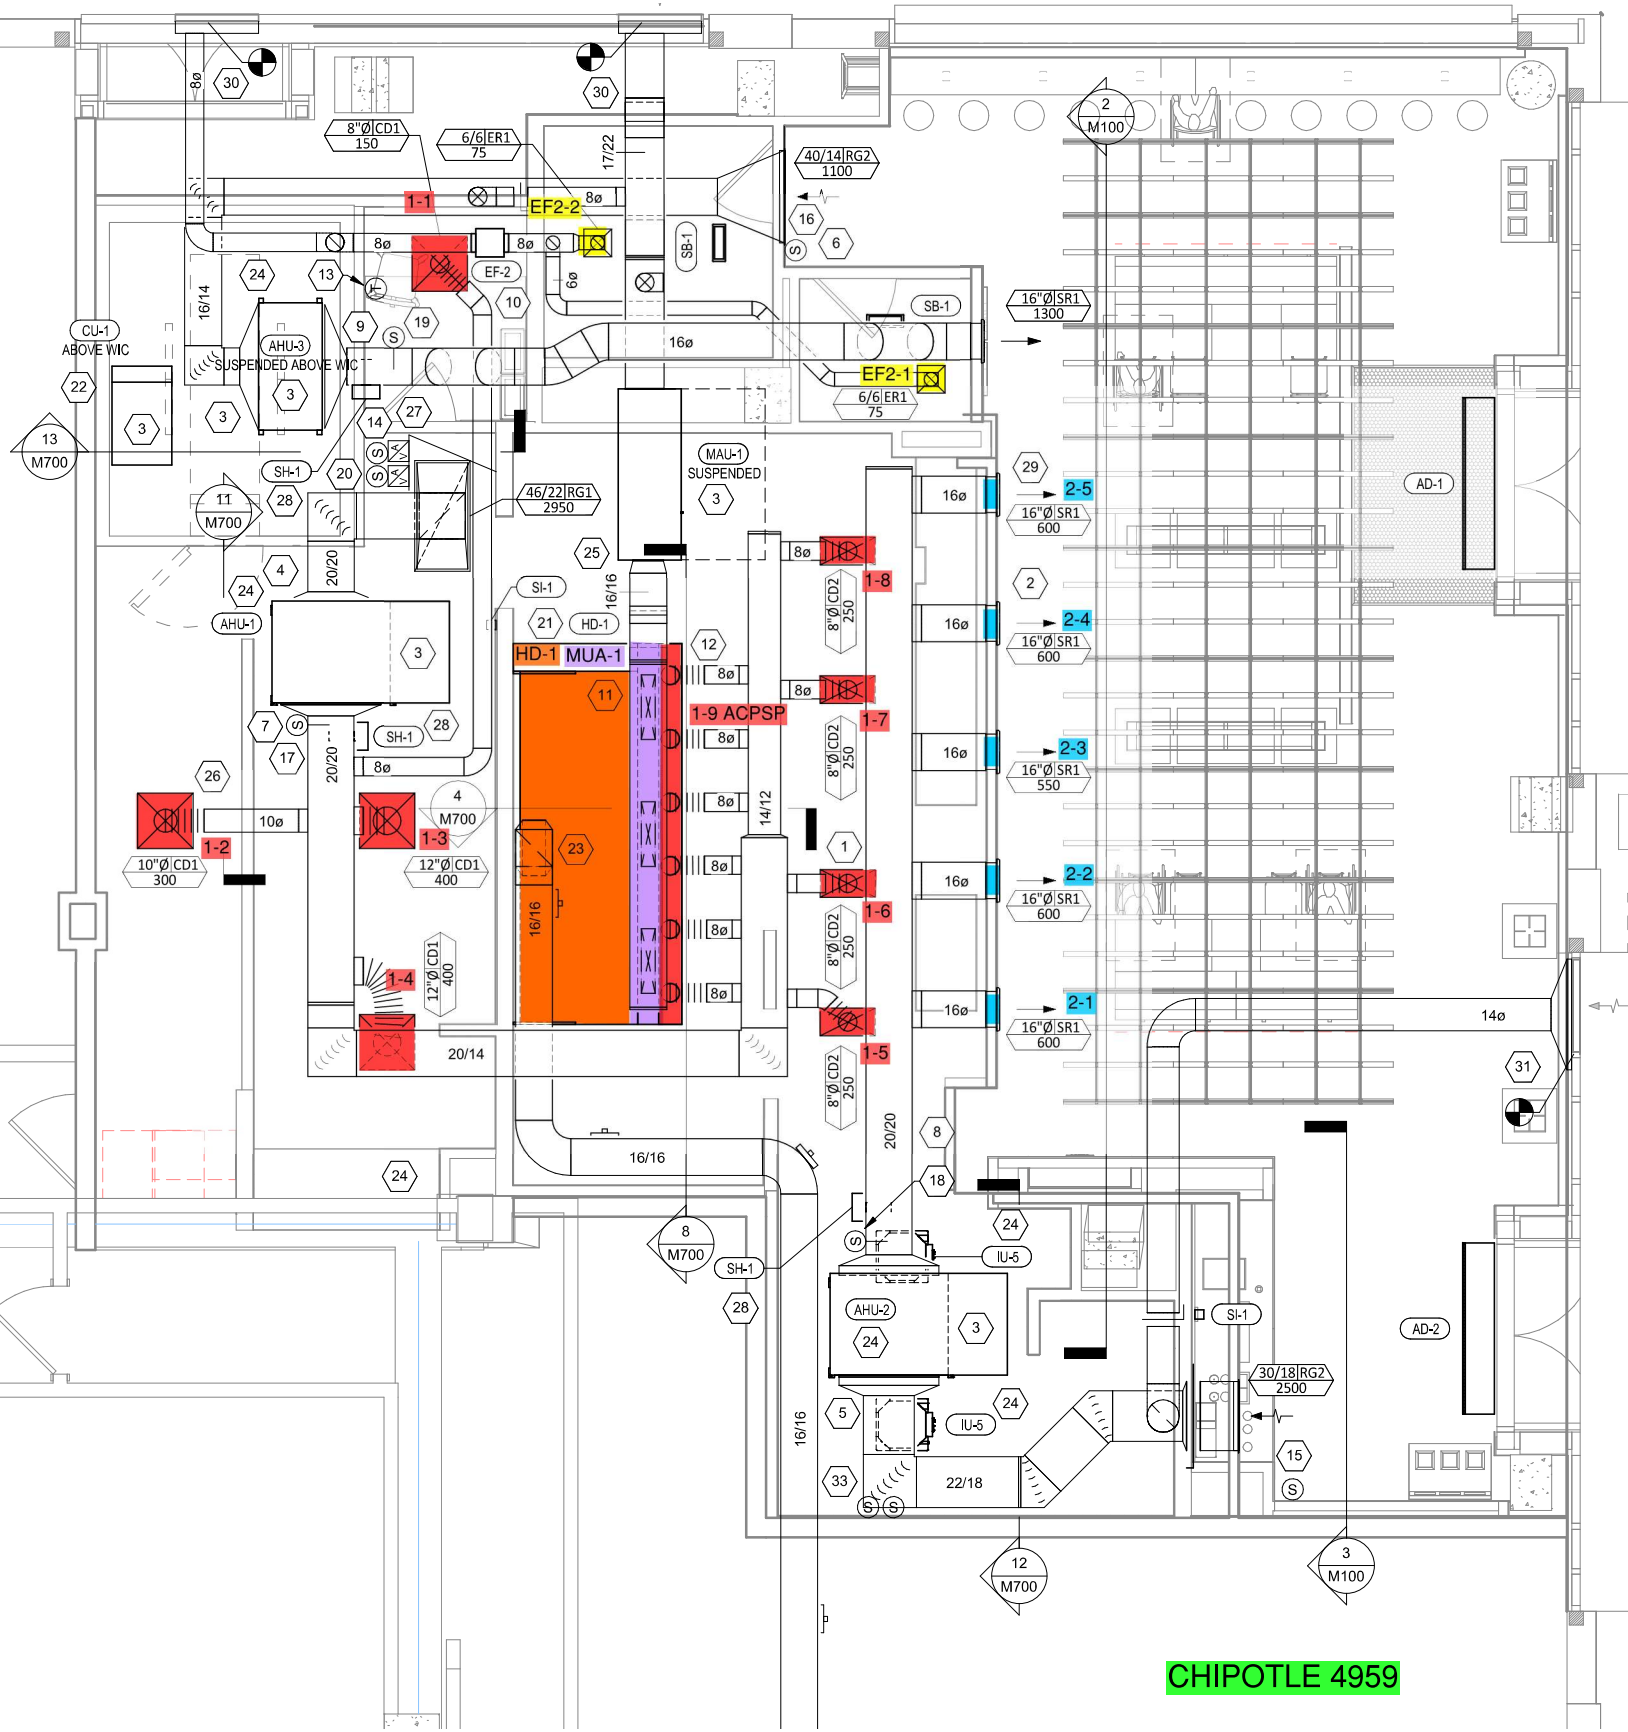 30
30
8ø
8"Ø CD1
150
6/6 ER1
75
17/22
40/14 RG2
1100
2
M100
1-1
EF2-2
8ø
16
6
S
SB-1
8ø
8ø
EF-2
6ø
24
13
T
10
16/14
9
19
S
SB-1
16"Ø SR1
1300
CU-1
ABOVE WIC
AHU-3
SUSPENDED ABOVE WIC
16ø
22
3
3
3
EF2-1
6/6 ER1
75
14
27
13
M700
SH-1
20
S
S
V A
V A
MAU-1
SUSPENDED
3
29
2-5
16ø
16"Ø SR1
600
AD-1
11
M700
28
46/22 RG1
2950
25
8ø
1-8
4
20/20
24
SI-1
16/16
8"Ø CD2
250
2
AHU-1
21
HD-1
16ø
2-4
16"Ø SR1
600
3
HD-1
MUA-1
12
8ø
11
8ø
1-7
1-9 ACPSP
7
S
28
SH-1
17
20/20
8ø
8ø
8"Ø CD2
250
16ø
2-3
16"Ø SR1
550
26
4
M700
8ø
14/12
10ø
1-2
1-3
23
1
10"Ø CD1
300
12"Ø CD1
400
8ø
16ø
2-2
16"Ø SR1
600
1-6
16/16
8ø
8"Ø CD2
250
12"Ø CD1
400
1-4
8ø
16ø
2-1
16"Ø SR1
600
14ø
20/14
1-5
31
8"Ø CD2
250
20/20
8
16/16
24
18
8
M700
S
24
SH-1
IU-5
28
AHU-2
24
3
SI-1
AD-2
30/18 RG2
2500
5
24
IU-5
16/16
15
33
22/18
S
S
S
12
M700
3
M100
CHIPOTLE 4959